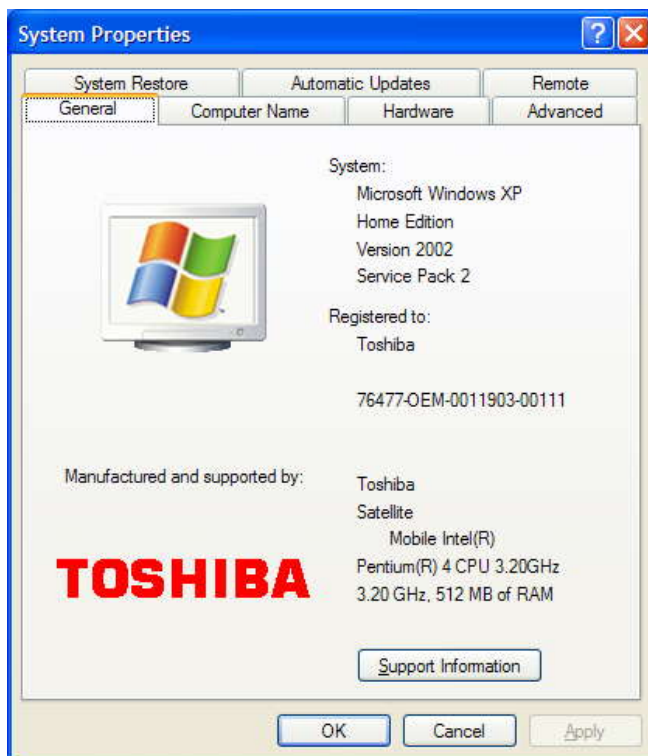 System Properties
System Restore
Automatic Updates
Remote
General
Computer Name
Hardware
Advanced
System:
Microsoft Windows XP
Home Edition
Version 2002
Service Pack 2
Registered to:
Toshiba
76477-OEM-0011903-00111
Manufactured and supported by:
TOSHIBA
Toshiba
Satellite
Mobile Intel(R)
Pentium(R) 4 CPU 3.20GHz
3.20 GHz, 512 MB of RAM
Support Information
OK
Cancel
Apply